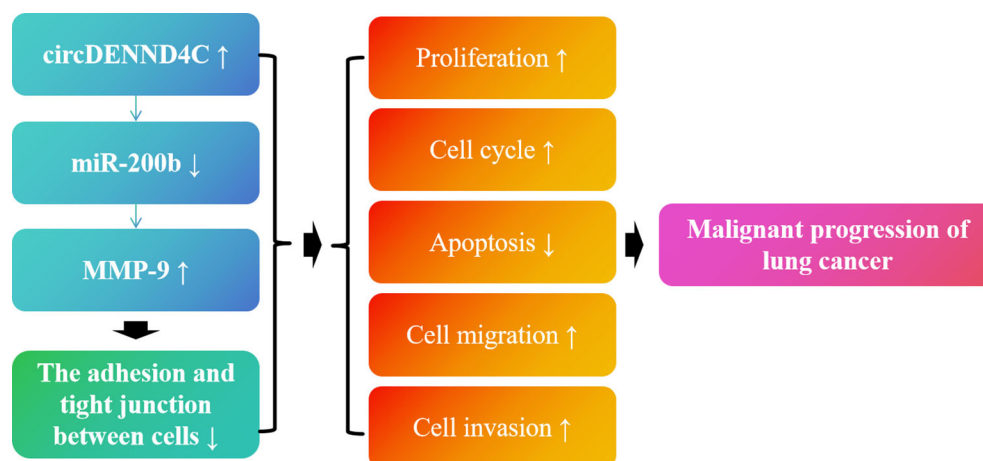 circDENND4C ↑
miR-200b ↓
MMP-9 ↑
The adhesion and
tight junction
between cells ↓
Proliferation ↑
Cell cycle ↑
Apoptosis ↓
Cell migration ↑
Cell invasion ↑
Malignant progression of
lung cancer